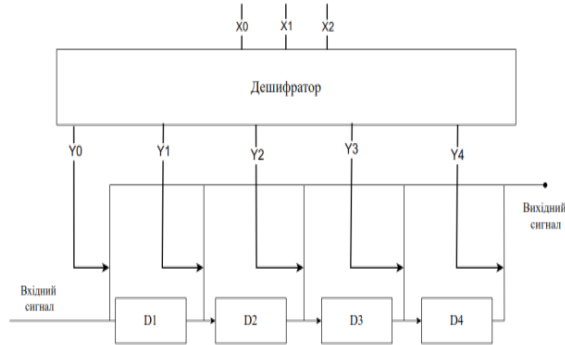 X0 X1 X2
Дешифратор
Y0 Y1 Y2 Y3 Y4
Вихідний
сигнал
Вхідний
сигнал
D1 D2 D3 D4